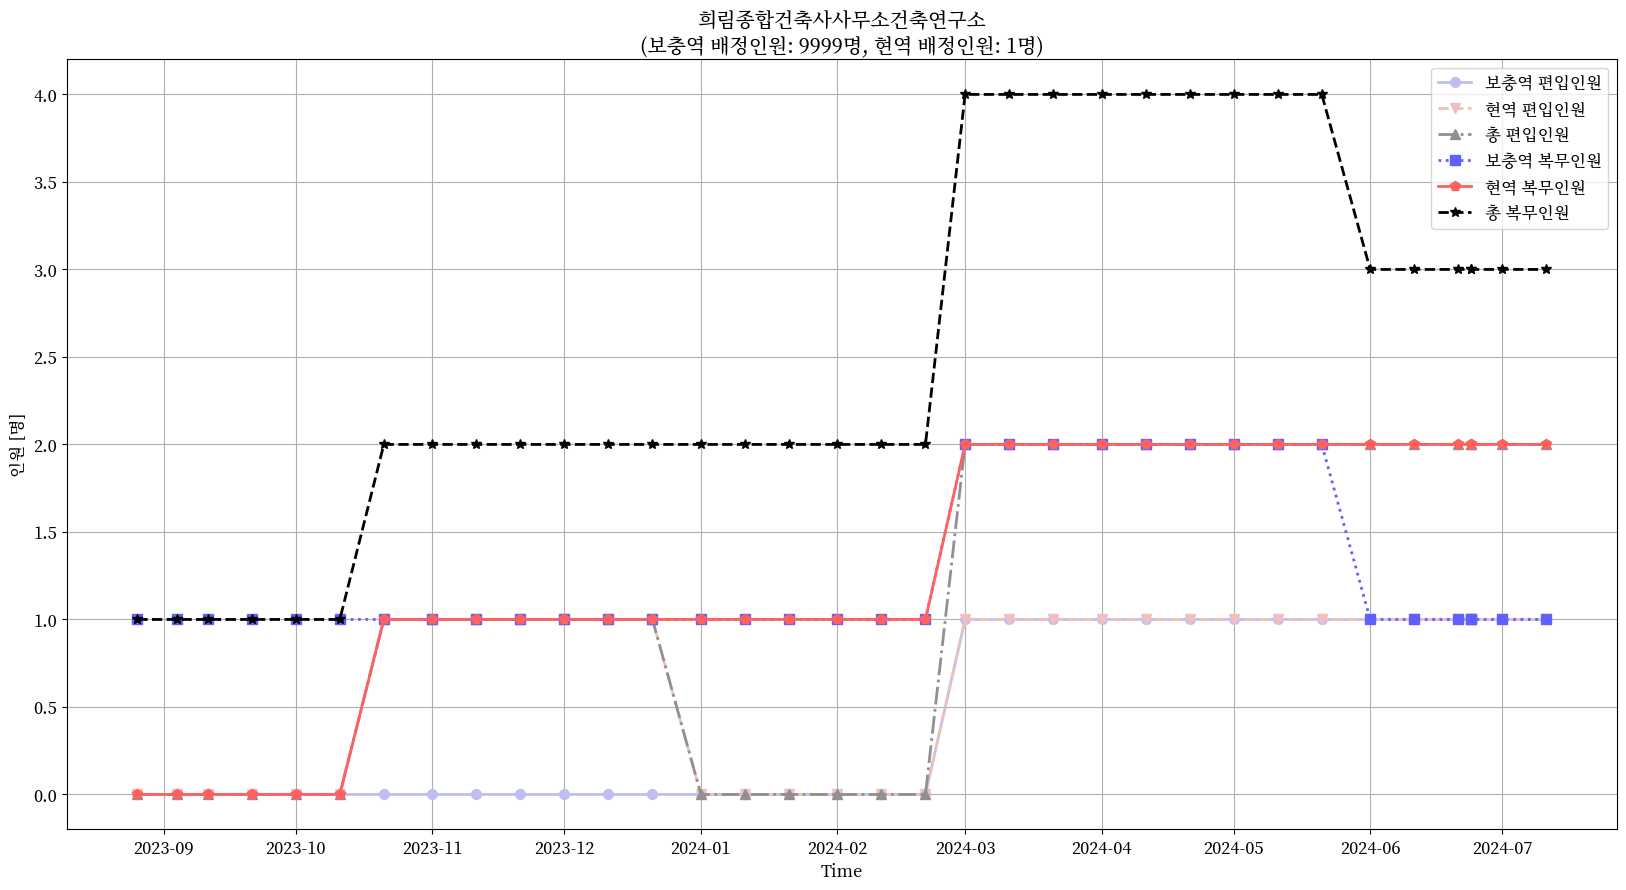 희림종합건축사사무소건축연구소
(보충역 배정인원: 9999명, 현역 배정인원: 1명)
보충역 편입인원
현역 편입인원
총 편입인원
보충역 복무인원
현역 복무인원
총 복무인원
인원 [명]
4.0
3.5
3.0
2.5
2.0
1.5
1.0
0.5
0.0
2023-09
2023-10
2023-11
2023-12
2024-01
2024-02
2024-03
2024-04
2024-05
2024-06
2024-07
Time